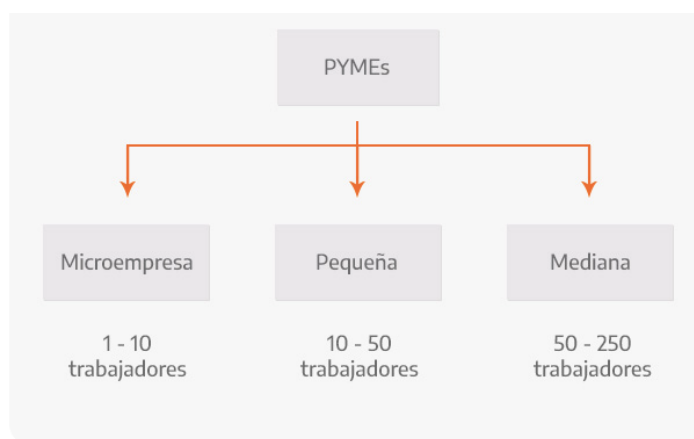 PYMEs
Microempresa
Pequeña
Mediana
1 - 10
trabajadores
10 - 50
trabajadores
50 - 250
trabajadores